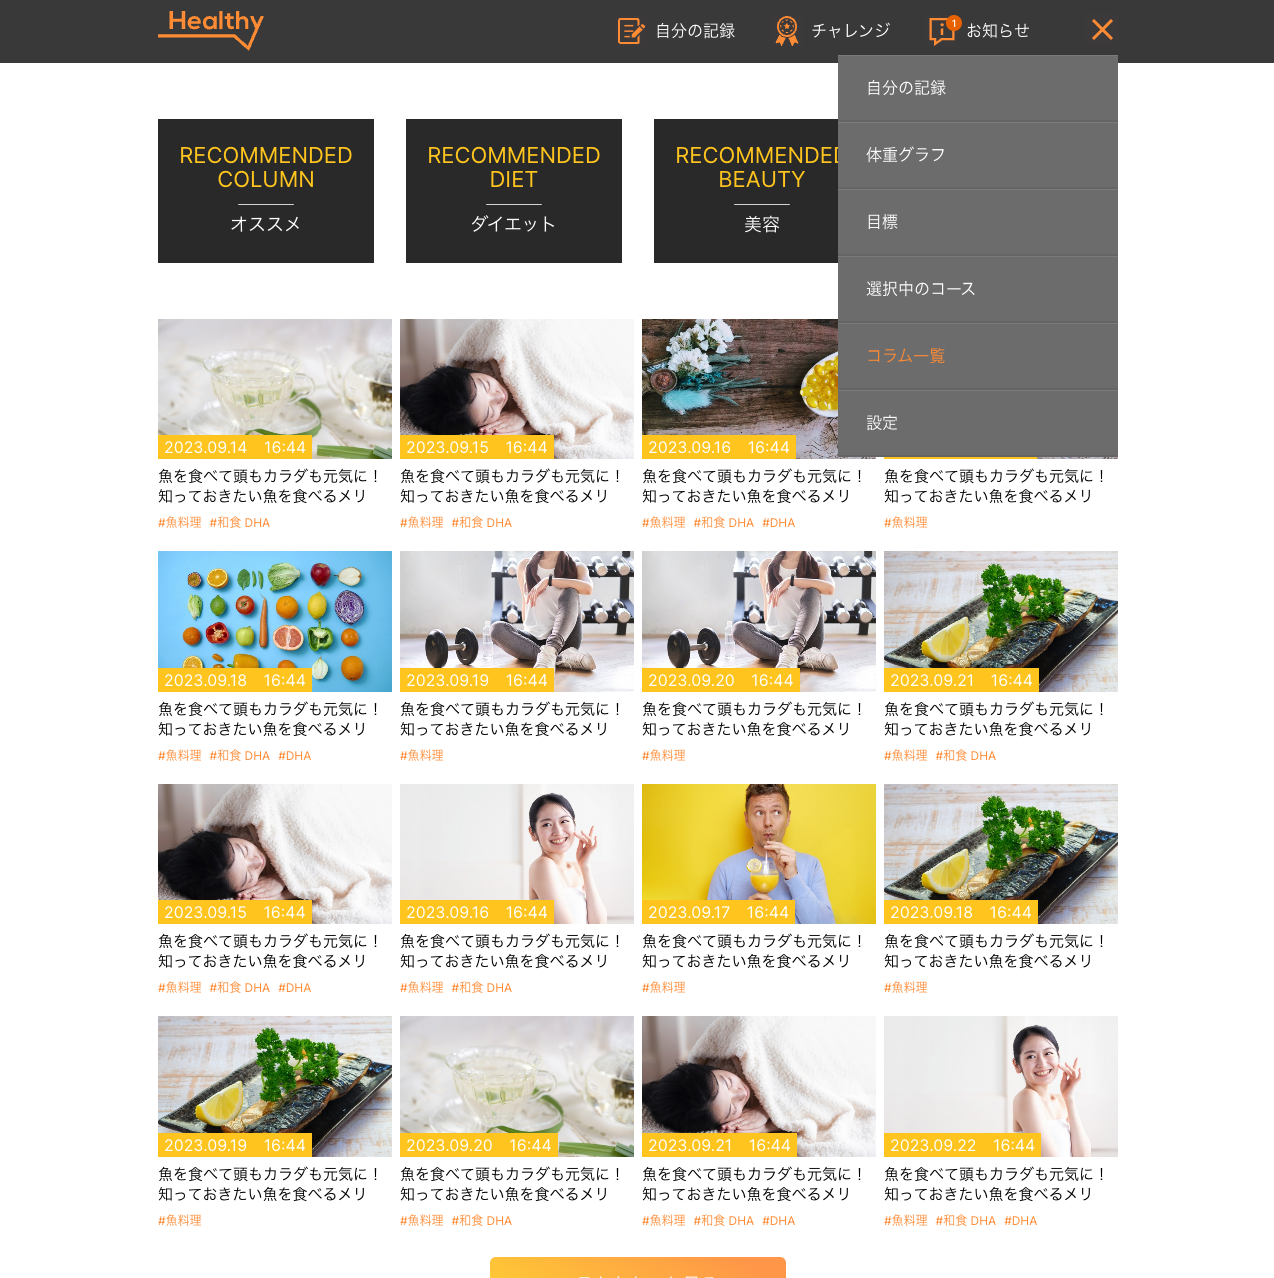 Healthy
自分の記録
チャレンジ
1
お知らせ
自分の記録
体重グラフ
目標
選択中のコース
コラム一覧
設定
RECOMMENDED
COLUMN
オススメ
RECOMMENDED
DIET
ダイエット
RECOMMENDED
BEAUTY
美容
2023.09.14 16:44
2023.09.15 16:44
2023.09.16 16:44
魚を食べて頭もカラダも元気に！
知っておきたい魚を食べるメリ
#魚料理 #和食 DHA
魚を食べて頭もカラダも元気に！
知っておきたい魚を食べるメリ
#魚料理 #和食 DHA
魚を食べて頭もカラダも元気に！
知っておきたい魚を食べるメリ
#魚料理 #和食 DHA #DHA
魚を食べて頭もカラダも元気に！
知っておきたい魚を食べるメリ
#魚料理
2023.09.18 16:44
魚を食べて頭もカラダも元気に！
知っておきたい魚を食べるメリ
#魚料理 #和食 DHA #DHA
2023.09.19 16:44
魚を食べて頭もカラダも元気に！
知っておきたい魚を食べるメリ
#魚料理
2023.09.20 16:44
魚を食べて頭もカラダも元気に！
知っておきたい魚を食べるメリ
#魚料理
2023.09.21 16:44
魚を食べて頭もカラダも元気に！
知っておきたい魚を食べるメリ
#魚料理 #和食 DHA
2023.09.15 16:44
魚を食べて頭もカラダも元気に！
知っておきたい魚を食べるメリ
#魚料理 #和食 DHA #DHA
2023.09.16 16:44
魚を食べて頭もカラダも元気に！
知っておきたい魚を食べるメリ
#魚料理 #和食 DHA
2023.09.17 16:44
魚を食べて頭もカラダも元気に！
知っておきたい魚を食べるメリ
#魚料理
2023.09.18 16:44
魚を食べて頭もカラダも元気に！
知っておきたい魚を食べるメリ
#魚料理
2023.09.19 16:44
魚を食べて頭もカラダも元気に！
知っておきたい魚を食べるメリ
#魚料理
2023.09.20 16:44
魚を食べて頭もカラダも元気に！
知っておきたい魚を食べるメリ
#魚料理 #和食 DHA
2023.09.21 16:44
魚を食べて頭もカラダも元気に！
知っておきたい魚を食べるメリ
#魚料理 #和食 DHA #DHA
2023.09.22 16:44
魚を食べて頭もカラダも元気に！
知っておきたい魚を食べるメリ
#魚料理 #和食 DHA #DHA